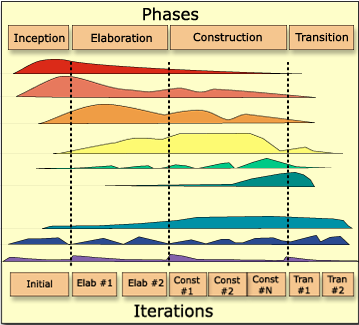 Phases
Inception Elaboration Construction Transition
Initial Elab #1 Elab #2 Const #1 Const #2 Const #N Tran #1 Tran #2
Iterations